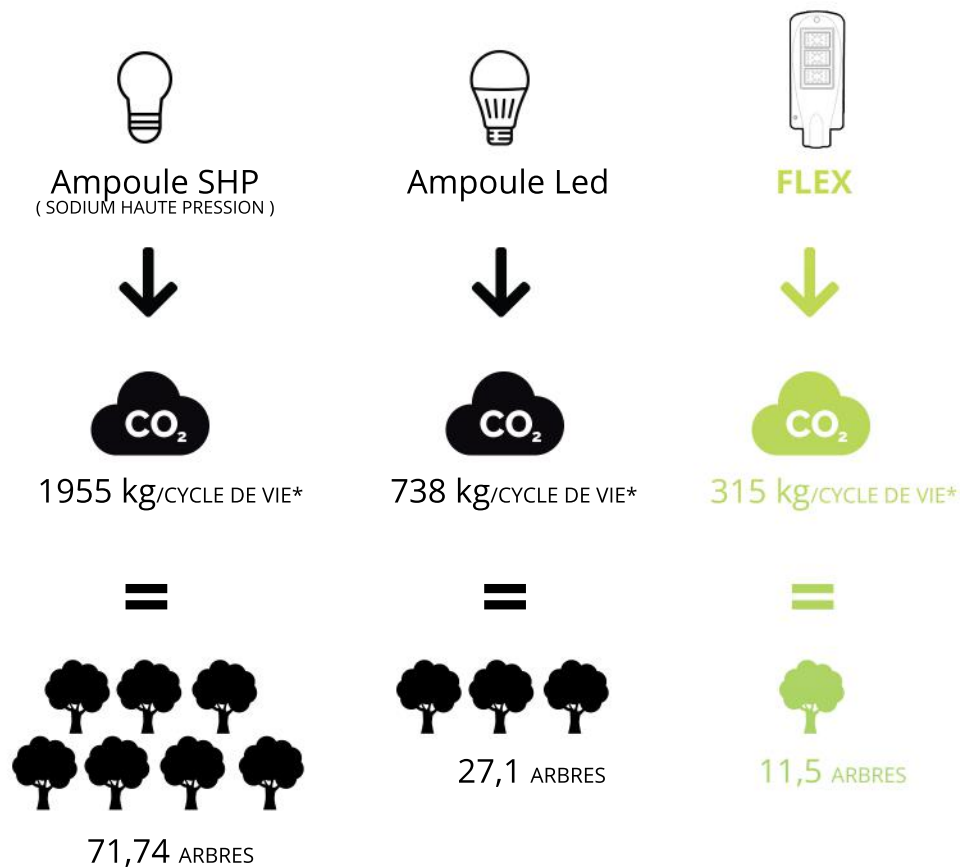 Ampoule SHP
( SODIUM HAUTE PRESSION )
Ampoule Led
FLEX
CO₂
1955 kg/CYCLE DE VIE*
CO₂
738 kg/CYCLE DE VIE*
CO₂
315 kg/CYCLE DE VIE*
=
=
=
71,74 ARBRES
27,1 ARBRES
11,5 ARBRES